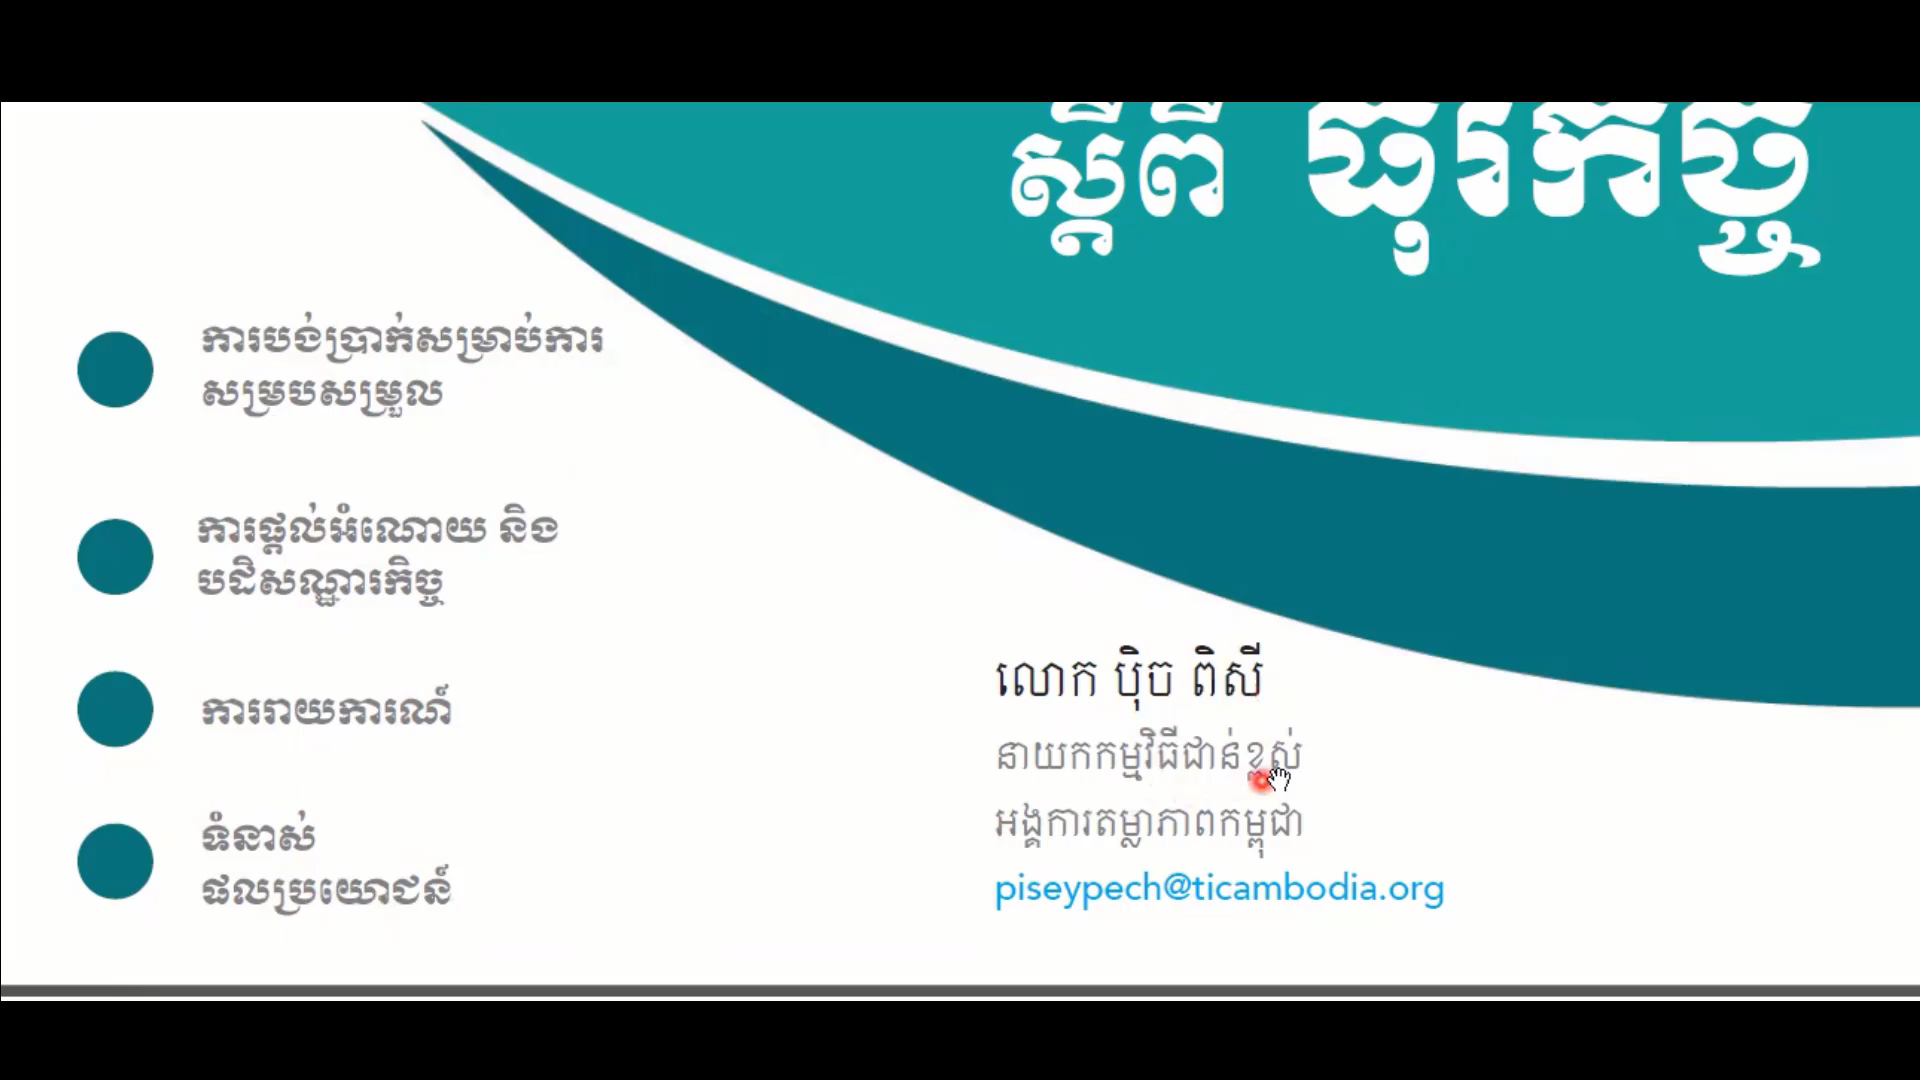 ស្តីពី ធុរកិច្ច
ការបង់ប្រាក់សម្រាប់ការ
សម្របសម្រួល
ការផ្តល់អំណោយ និង
បដិសណ្ឋារកិច្ច
ការរាយការណ៍
ទំនាស់
ផលប្រយោជន៍
លោក ប៉ិច ពិសី
នាយកកម្មវិធីជាន់ខ្ពស់
អង្គការតម្លាភាពកម្ពុជា
piseypech@ticambodia.org